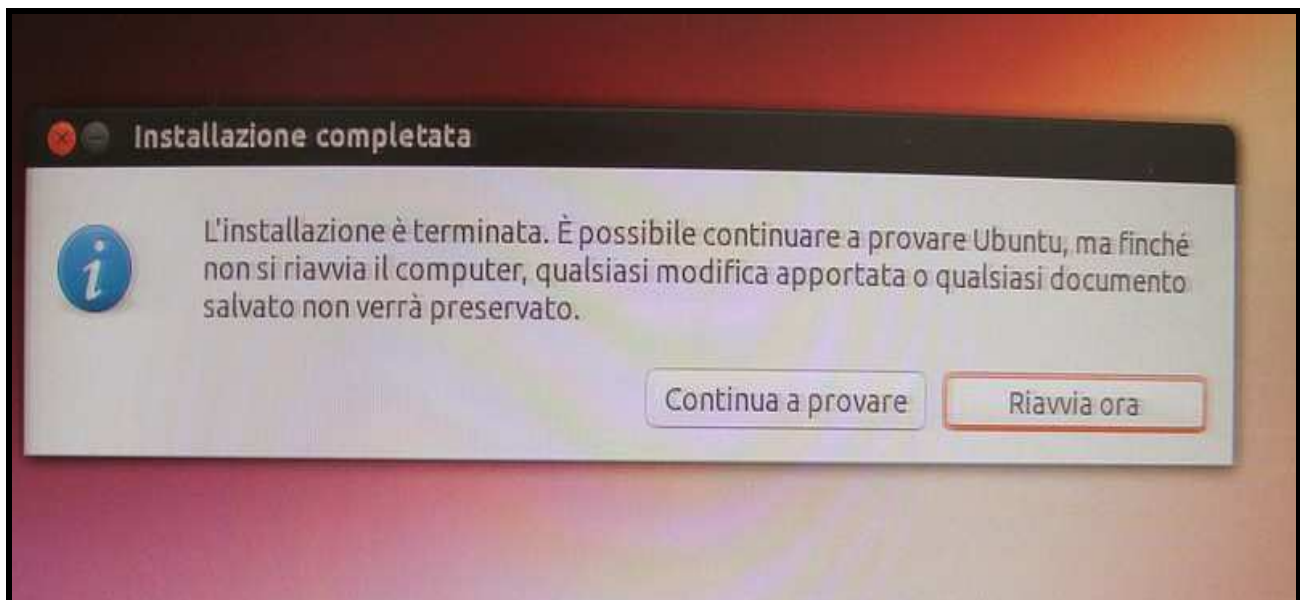 Installazione completata
L'installazione è terminata. È possibile continuare a provare Ubuntu, ma finché
non si riavvia il computer, qualsiasi modifica apportata o qualsiasi documento
salvato non verrà preservato.
Continua a provare
Riavvia ora